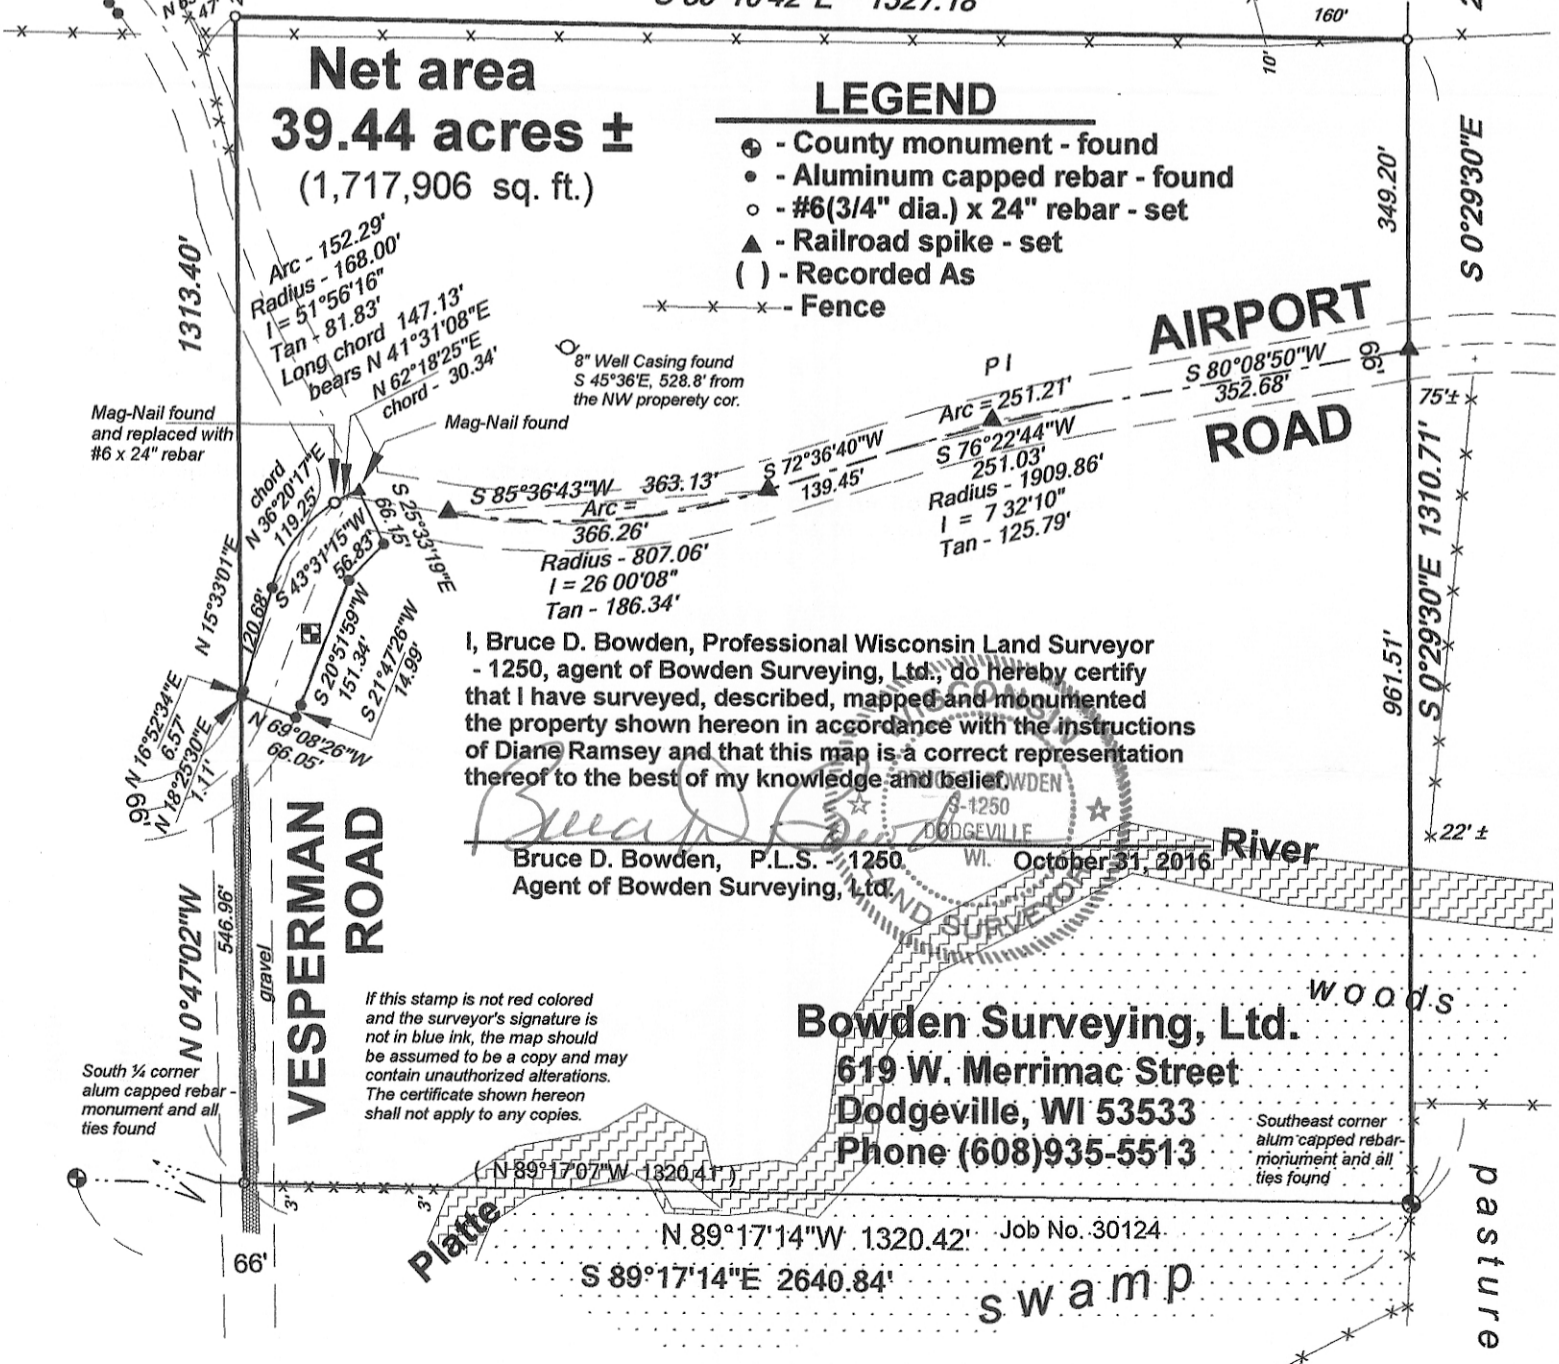 1327.18
160'
10'
Net area
39.44 acres ±
(1,717,906 sq. ft.)
LEGEND
- County monument - found
- Aluminum capped rebar - found
- #6(3/4" dia.) x 24" rebar - set
- Railroad spike - set
( ) - Recorded As
- Fence
349.20'
S 0°29'30"E
1313.40'
Arc - 152.29'
Radius - 168.00'
I = 51°56'16"
Tan - 81.83'
Long chord 147.13'
bears N 41°31'08"E
N 62°18'25"E
chord - 30.34'
Mag-Nail found
and replaced with
#6 x 24" rebar
Mag-Nail found
8" Well Casing found
S 45°36'E, 528.8' from
the NW properety cor.
P I
AIRPORT
ROAD
S 80°08'50"W
352.68'
66'
75'±
Arc = 251.21'
S 76°22'44"W
251.03'
Radius - 1909.86'
I = 7 32'10"
Tan - 125.79'
S 72°36'40"W
139.45'
S 85°36'43"W 363.13'
Arc =
366.26'
Radius - 807.06'
I = 26 00'08"
Tan - 186.34'
chord
N 36°20'17"E
119.25'
S 43°31'15"W
56.83'
S 25°33'19"E
66.15'
N 15°33'01"E
120.68'
S 20°51'59"W
151.34'
S 21°47'26"W
14.99'
N 16°52'34"E
6.57'
N 18°25'30"E
1.11'
66'
N 69°08'26"W
66.05'
961.51'
S 0°29'30"E 1310.71'
I, Bruce D. Bowden, Professional Wisconsin Land Surveyor
- 1250, agent of Bowden Surveying, Ltd., do hereby certify
that I have surveyed, described, mapped and monumented
the property shown hereon in accordance with the instructions
of Diane Ramsey and that this map is a correct representation
thereof to the best of my knowledge and belief.
WISCONSIN
BRUCE D. BOWDEN
S-1250
DODGEVILLE
WI.
LAND SURVEYOR
Bruce D. Bowden, P.L.S. - 1250 October 31, 2016
Agent of Bowden Surveying, Ltd.
River
22' ±
VESPERMAN
ROAD
N 0°47'02"W
546.96'
gravel
If this stamp is not red colored
and the surveyor's signature is
not in blue ink, the map should
be assumed to be a copy and may
contain unauthorized alterations.
The certificate shown hereon
shall not apply to any copies.
woods
Bowden Surveying, Ltd.
619 W. Merrimac Street
Dodgeville, WI 53533
Phone (608)935-5513
South ¼ corner
alum capped rebar -
monument and all
ties found
Southeast corner
alum capped rebar-
monument and all
ties found
( N 89°17'07"W 1320.41' )
3'
3'
66'
Platte
N 89°17'14"W 1320.42'
Job No. 30124
S 89°17'14"E 2640.84'
swamp
pasture